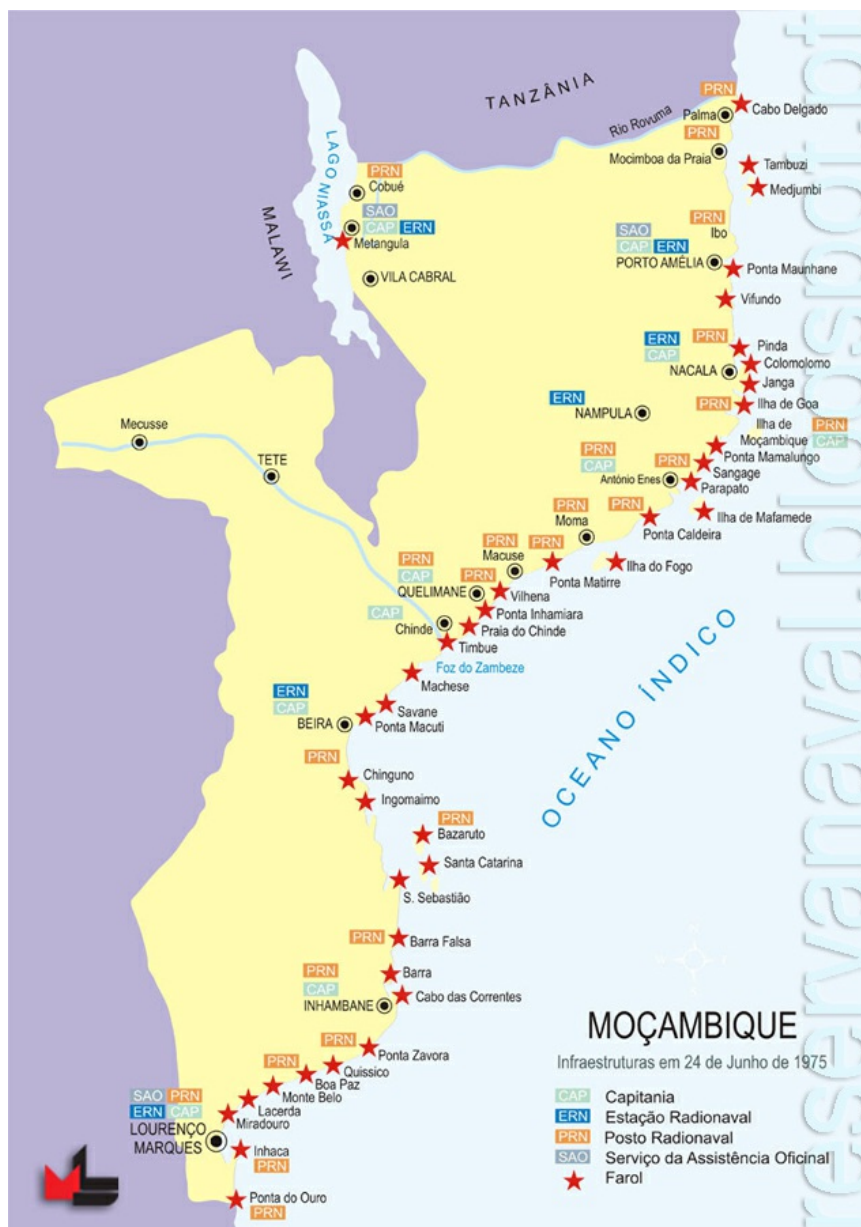 TANZÂNIA
PRN
Cabo Delgado
Palma
Rio Rovuma
PRN
Mocimboa da Praia
Tambuzi
Medjumbi
LAGO NIASSA
PRN
Cobué
SAO
CAP ERN
Metangula
MALAWI
VILA CABRAL
PRN
Ibo
SAO
CAP ERN
PORTO AMÉLIA
Ponta Maunhane
Vifundo
ERN PRN
CAP
Pinda
Colomolomo
NACALA
Janga
PRN
Ilha de Goa
ERN
NAMPULA
Ilha de
Moçambique
PRN
CAP
Mecusse
TETE
Ponta Mamalungo
PRN
CAP
PRN
Sangage
António Enes
Parapato
Ilha de Mafamede
PRN
Moma
PRN
Ponta Caldeira
PRN
Macuse
PRN
Ponta Matirre
Ilha do Fogo
PRN
CAP
PRN
QUELIMANE
Vilhena
CAP
Ponta Inhamiara
Chinde
Praia do Chinde
Timbue
Foz do Zambeze
Machese
ERN
CAP
BEIRA
Savane
Ponta Macuti
OCEANO ÍNDICO
PRN
Chinguno
Ingomaimo
PRN
Bazaruto
Santa Catarina
S. Sebastião
PRN
Barra Falsa
PRN
CAP
Barra
INHAMBANE
Cabo das Correntes
PRN
Ponta Zavora
PRN
Quissico
Boa Paz
Monte Belo
SAO PRN
ERN CAP
Lacerda
Miradouro
LOURENÇO
MARQUES
Inhaca
PRN
Ponta do Ouro
PRN
MOÇAMBIQUE
Infraestruturas em 24 de Junho de 1975
CAP Capitania
ERN Estação Radionaval
PRN Posto Radionaval
SAO Serviço da Assistência Oficinal
Farol
reservanaval.blogspot.pt